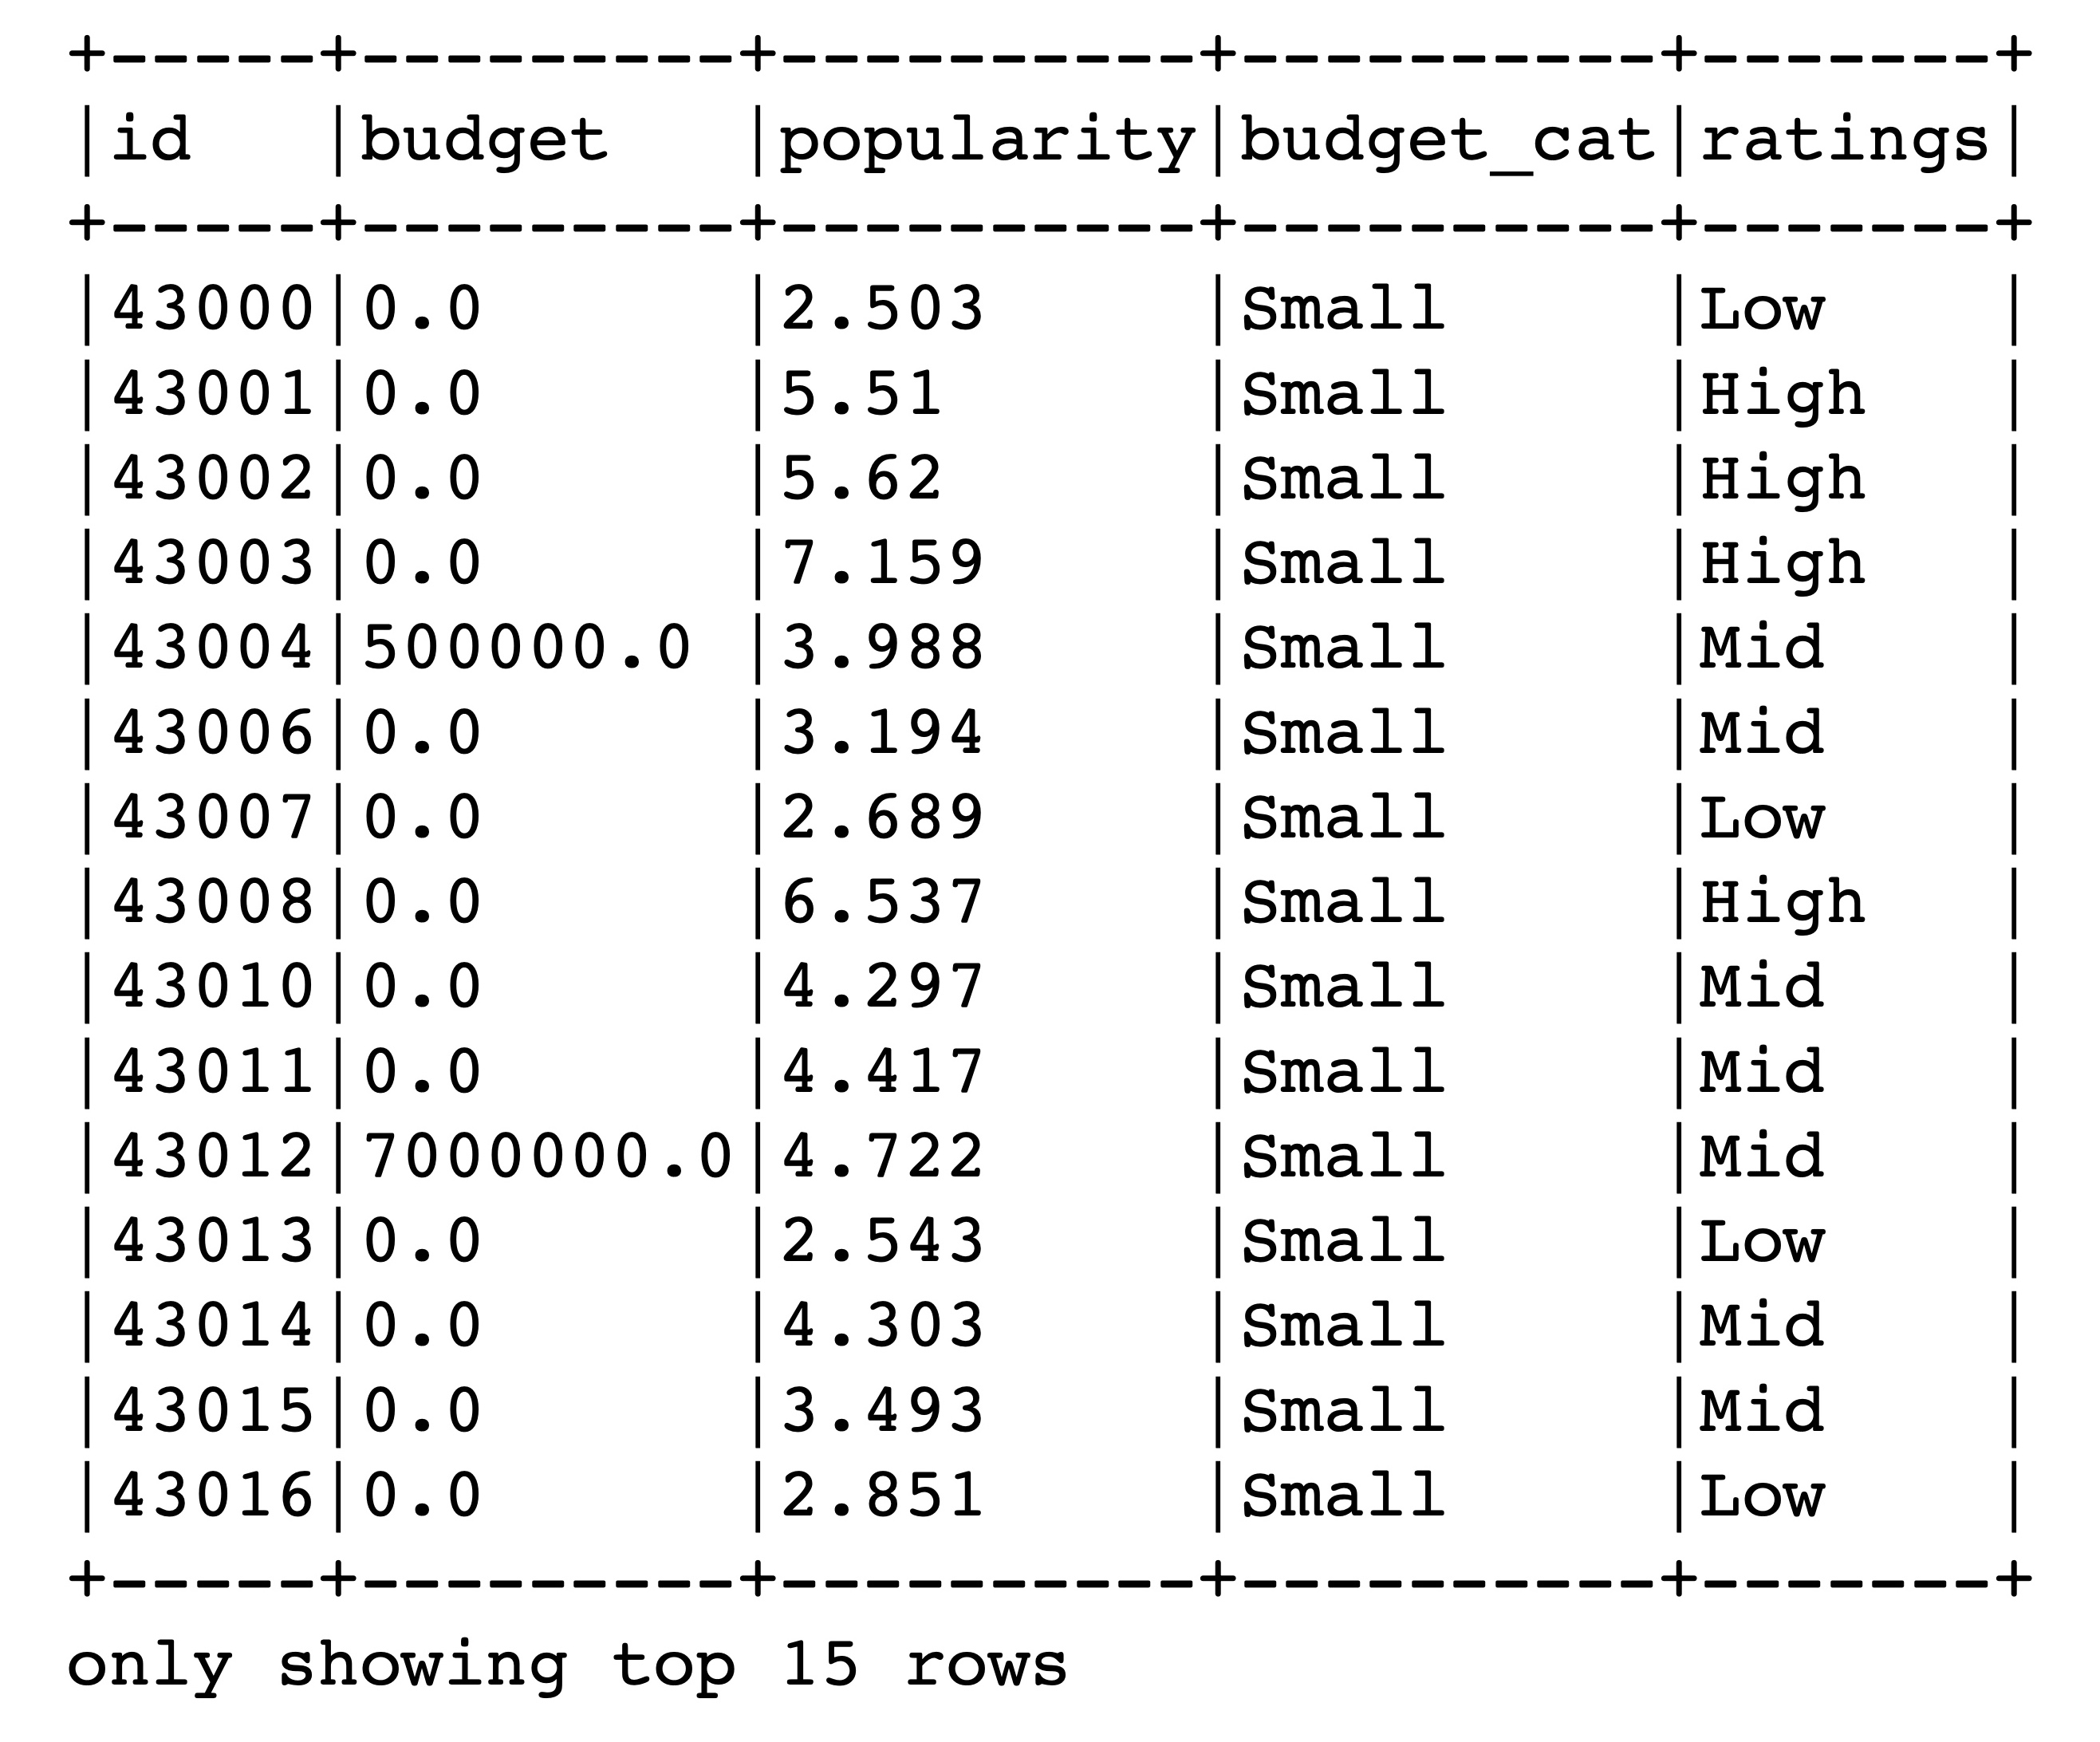 +-----+---------+----------+----------+-------+
|id   |budget   |popularity|budget_cat|ratings|
+-----+---------+----------+----------+-------+
|43000|0.0      |2.503     |Small     |Low    |
|43001|0.0      |5.51      |Small     |High   |
|43002|0.0      |5.62      |Small     |High   |
|43003|0.0      |7.159     |Small     |High   |
|43004|500000.0 |3.988     |Small     |Mid    |
|43006|0.0      |3.194     |Small     |Mid    |
|43007|0.0      |2.689     |Small     |Low    |
|43008|0.0      |6.537     |Small     |High   |
|43010|0.0      |4.297     |Small     |Mid    |
|43011|0.0      |4.417     |Small     |Mid    |
|43012|7000000.0|4.722     |Small     |Mid    |
|43013|0.0      |2.543     |Small     |Low    |
|43014|0.0      |4.303     |Small     |Mid    |
|43015|0.0      |3.493     |Small     |Mid    |
|43016|0.0      |2.851     |Small     |Low    |
+-----+---------+----------+----------+-------+
only showing top 15 rows